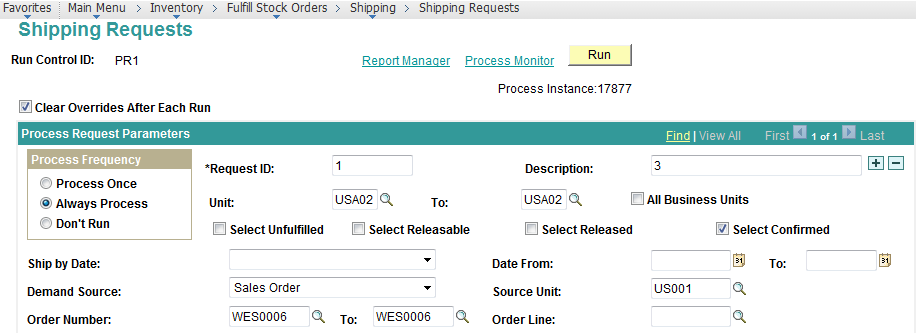 Favorites Main Menu > Inventory > Fulfill Stock Orders > Shipping > Shipping Requests
Shipping Requests
Run Control ID: PR1 Report Manager Process Monitor Run
Process Instance:17877
Clear Overrides After Each Run
Process Request Parameters Find | View All First 1 of 1 Last
Process Frequency
*Request ID: 1 Description: 3
Process Once
Always Process
Unit: USA02 To: USA02 All Business Units
Don't Run
Select Unfulfilled Select Releasable Select Released Select Confirmed
Ship by Date: Date From: 31 To: 31
Demand Source: Sales Order Source Unit: US001
Order Number: WES0006 To: WES0006 Order Line: